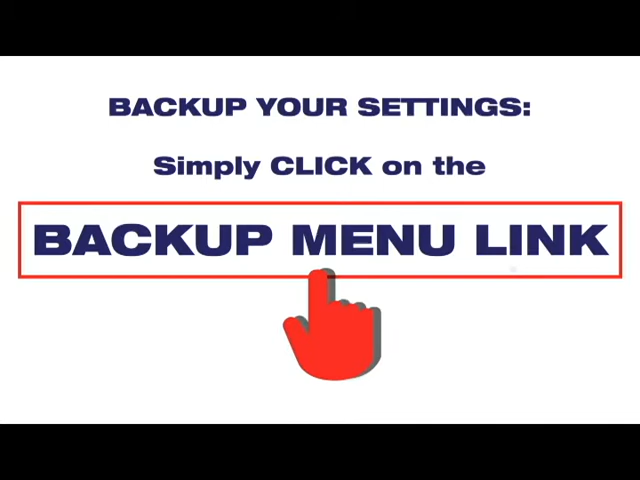 BACKUP YOUR SETTINGS:
Simply CLICK on the
BACKUP MENU LINK